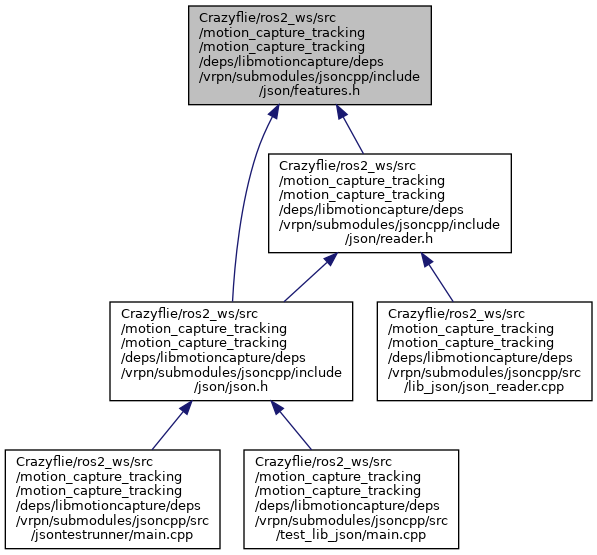 Crazyflie/ros2_ws/src
/motion_capture_tracking
/motion_capture_tracking
/deps/libmotioncapture/deps
/vrpn/submodules/jsoncpp/include
/json/features.h
Crazyflie/ros2_ws/src
/motion_capture_tracking
/motion_capture_tracking
/deps/libmotioncapture/deps
/vrpn/submodules/jsoncpp/include
/json/reader.h
Crazyflie/ros2_ws/src
/motion_capture_tracking
/motion_capture_tracking
/deps/libmotioncapture/deps
/vrpn/submodules/jsoncpp/include
/json/json.h
Crazyflie/ros2_ws/src
/motion_capture_tracking
/motion_capture_tracking
/deps/libmotioncapture/deps
/vrpn/submodules/jsoncpp/src
/lib_json/json_reader.cpp
Crazyflie/ros2_ws/src
/motion_capture_tracking
/motion_capture_tracking
/deps/libmotioncapture/deps
/vrpn/submodules/jsoncpp/src
/jsontestrunner/main.cpp
Crazyflie/ros2_ws/src
/motion_capture_tracking
/motion_capture_tracking
/deps/libmotioncapture/deps
/vrpn/submodules/jsoncpp/src
/test_lib_json/main.cpp